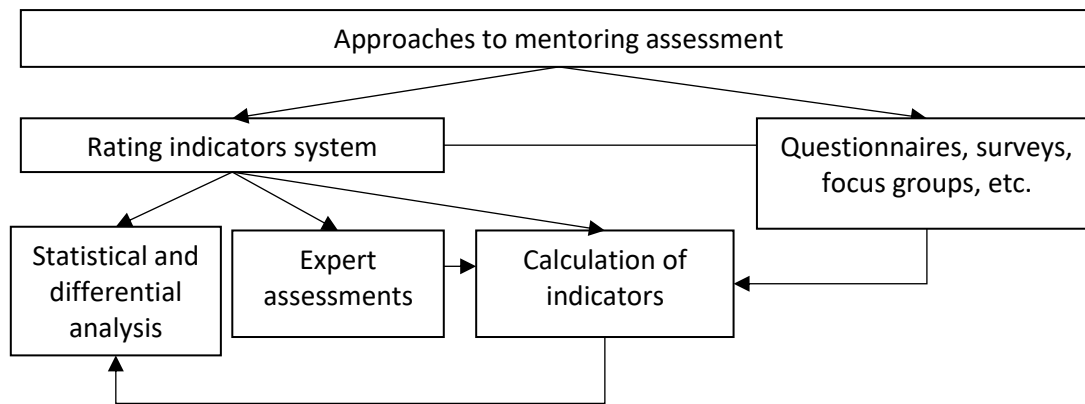 Approaches to mentoring assessment
Rating indicators system
Questionnaires, surveys,
focus groups, etc.
Statistical and
differential
analysis
Expert
assessments
Calculation of
indicators